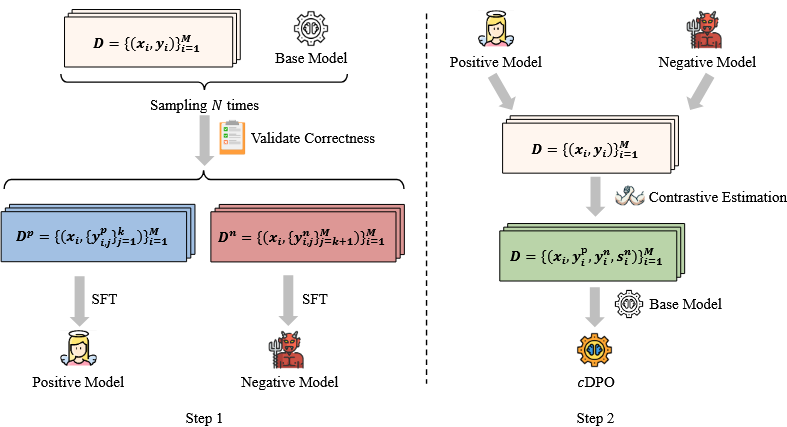 D = {(x_i, y_i)}_{i=1}^{M}
Base Model
Sampling N times
Validate Correctness
D^p = {(x_i, {y_{i,j}^p}_{j=1}^{k})}_{i=1}^{M}
D^n = {(x_i, {y_{i,j}^n}_{j=k+1}^{M})}_{i=1}^{M}
SFT
SFT
Positive Model
Negative Model
Step 1
Positive Model
Negative Model
D = {(x_i, y_i)}_{i=1}^{M}
Contrastive Estimation
D = {(x_i, y_i^p, y_i^n, s_i^n)}_{i=1}^{M}
Base Model
cDPO
Step 2